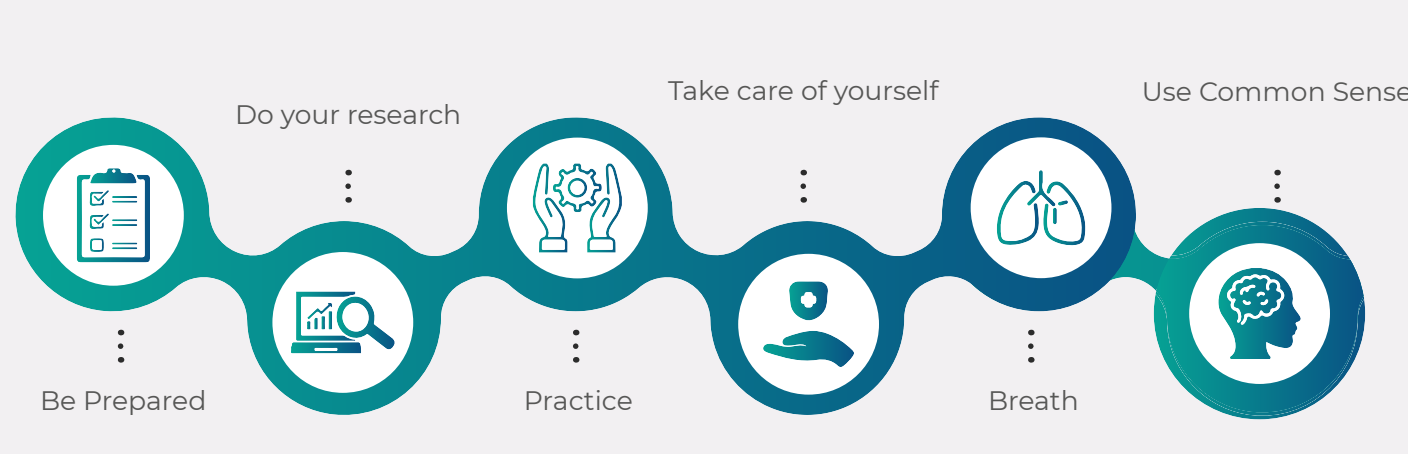 Be Prepared
Do your research
Practice
Take care of yourself
Breath
Use Common Sense